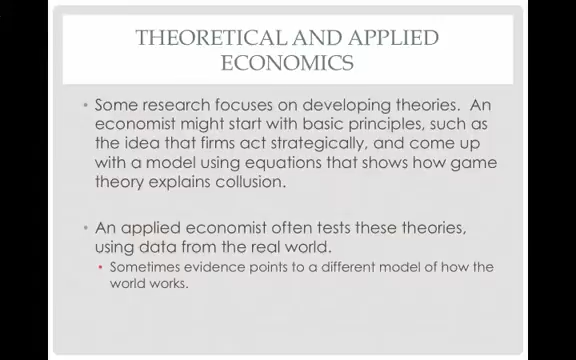 THEORETICAL AND APPLIED
ECONOMICS
• Some research focuses on developing theories. An
economist might start with basic principles, such as
the idea that firms act strategically, and come up
with a model using equations that shows how game
theory explains collusion.
• An applied economist often tests these theories,
using data from the real world.
• Sometimes evidence points to a different model of how the
world works.